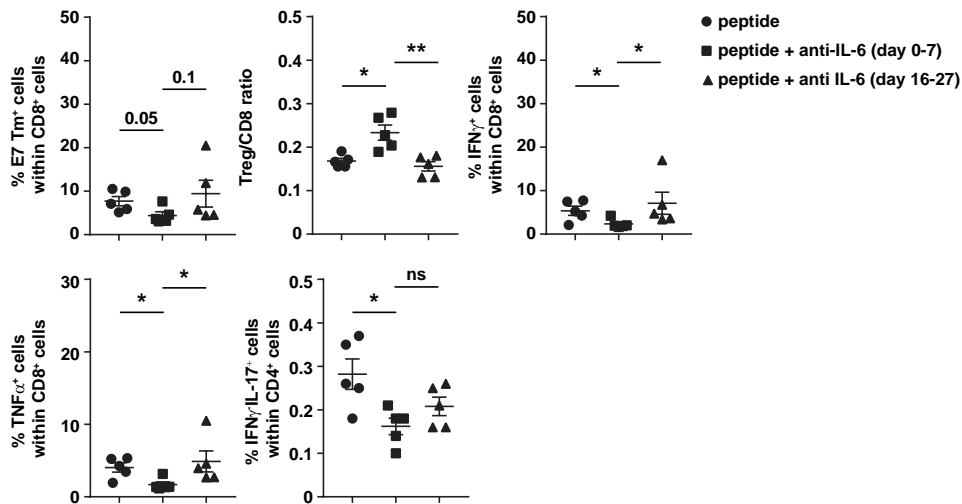 % E7 Tm⁺ cells
within CD8⁺ cells
50
40
30
20
10
0
0.05
0.1
Treg/CD8 ratio
0.5
0.4
0.3
0.2
0.1
0.0
*
**
% IFNγ⁺ cells
within CD8⁺ cells
50
40
30
20
10
0
*
*
peptide
peptide + anti-IL-6 (day 0-7)
peptide + anti IL-6 (day 16-27)
% TNFα⁺ cells
within CD8⁺ cells
30
20
10
0
*
*
% IFNγ⁻IL-17⁺ cells
within CD4⁺ cells
0.5
0.4
0.3
0.2
0.1
0.0
*
ns